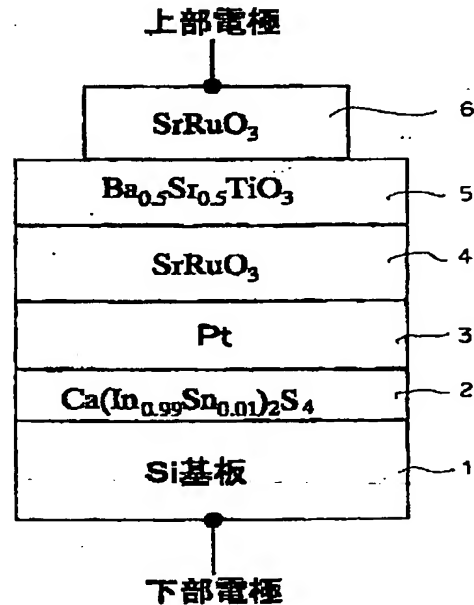 上部電極
SrRuO₃
6
Ba₀.₅Sr₀.₅TiO₃
5
SrRuO₃
4
Pt
3
Ca(In₀.₉₉Sn₀.₀₁)₂S₄
2
Si基板
1
下部電極